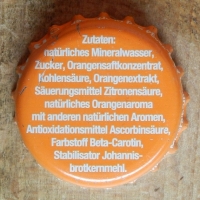 Zutaten:
natürliches Mineralwasser,
Zucker, Orangensaftkonzentrat,
Kohlensäure, Orangenextrakt,
Säuerungsmittel Zitronensäure,
natürliches Orangenaroma
mit anderen natürlichen Aromen,
Antioxidationsmittel Ascorbinsäure,
Farbstoff Beta-Carotin,
Stabilisator Johannis-
brotkernmehl.